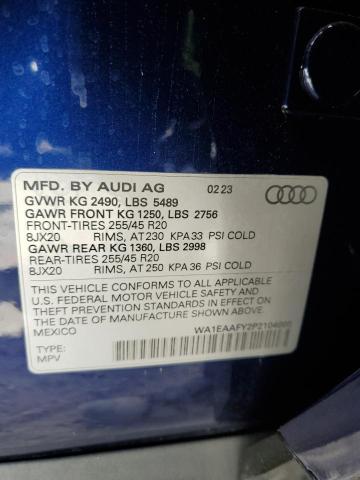 MFD. BY AUDI AG 02 23
GVWR KG 2490, LBS 5489
GAWR FRONT KG 1250, LBS 2756
FRONT-TIRES 255/45 R20
8JX20 RIMS, AT 230 KPA 33 PSI COLD
GAWR REAR KG 1360, LBS 2998
REAR-TIRES 255/45 R20
8JX20 RIMS, AT 250 KPA 36 PSI COLD
THIS VEHICLE CONFORMS TO ALL APPLICABLE
U.S. FEDERAL MOTOR VEHICLE SAFETY AND
THEFT PREVENTION STANDARDS IN EFFECT ON
THE DATE OF MANUFACTURE SHOWN ABOVE.
MEXICO
TYPE:
MPV